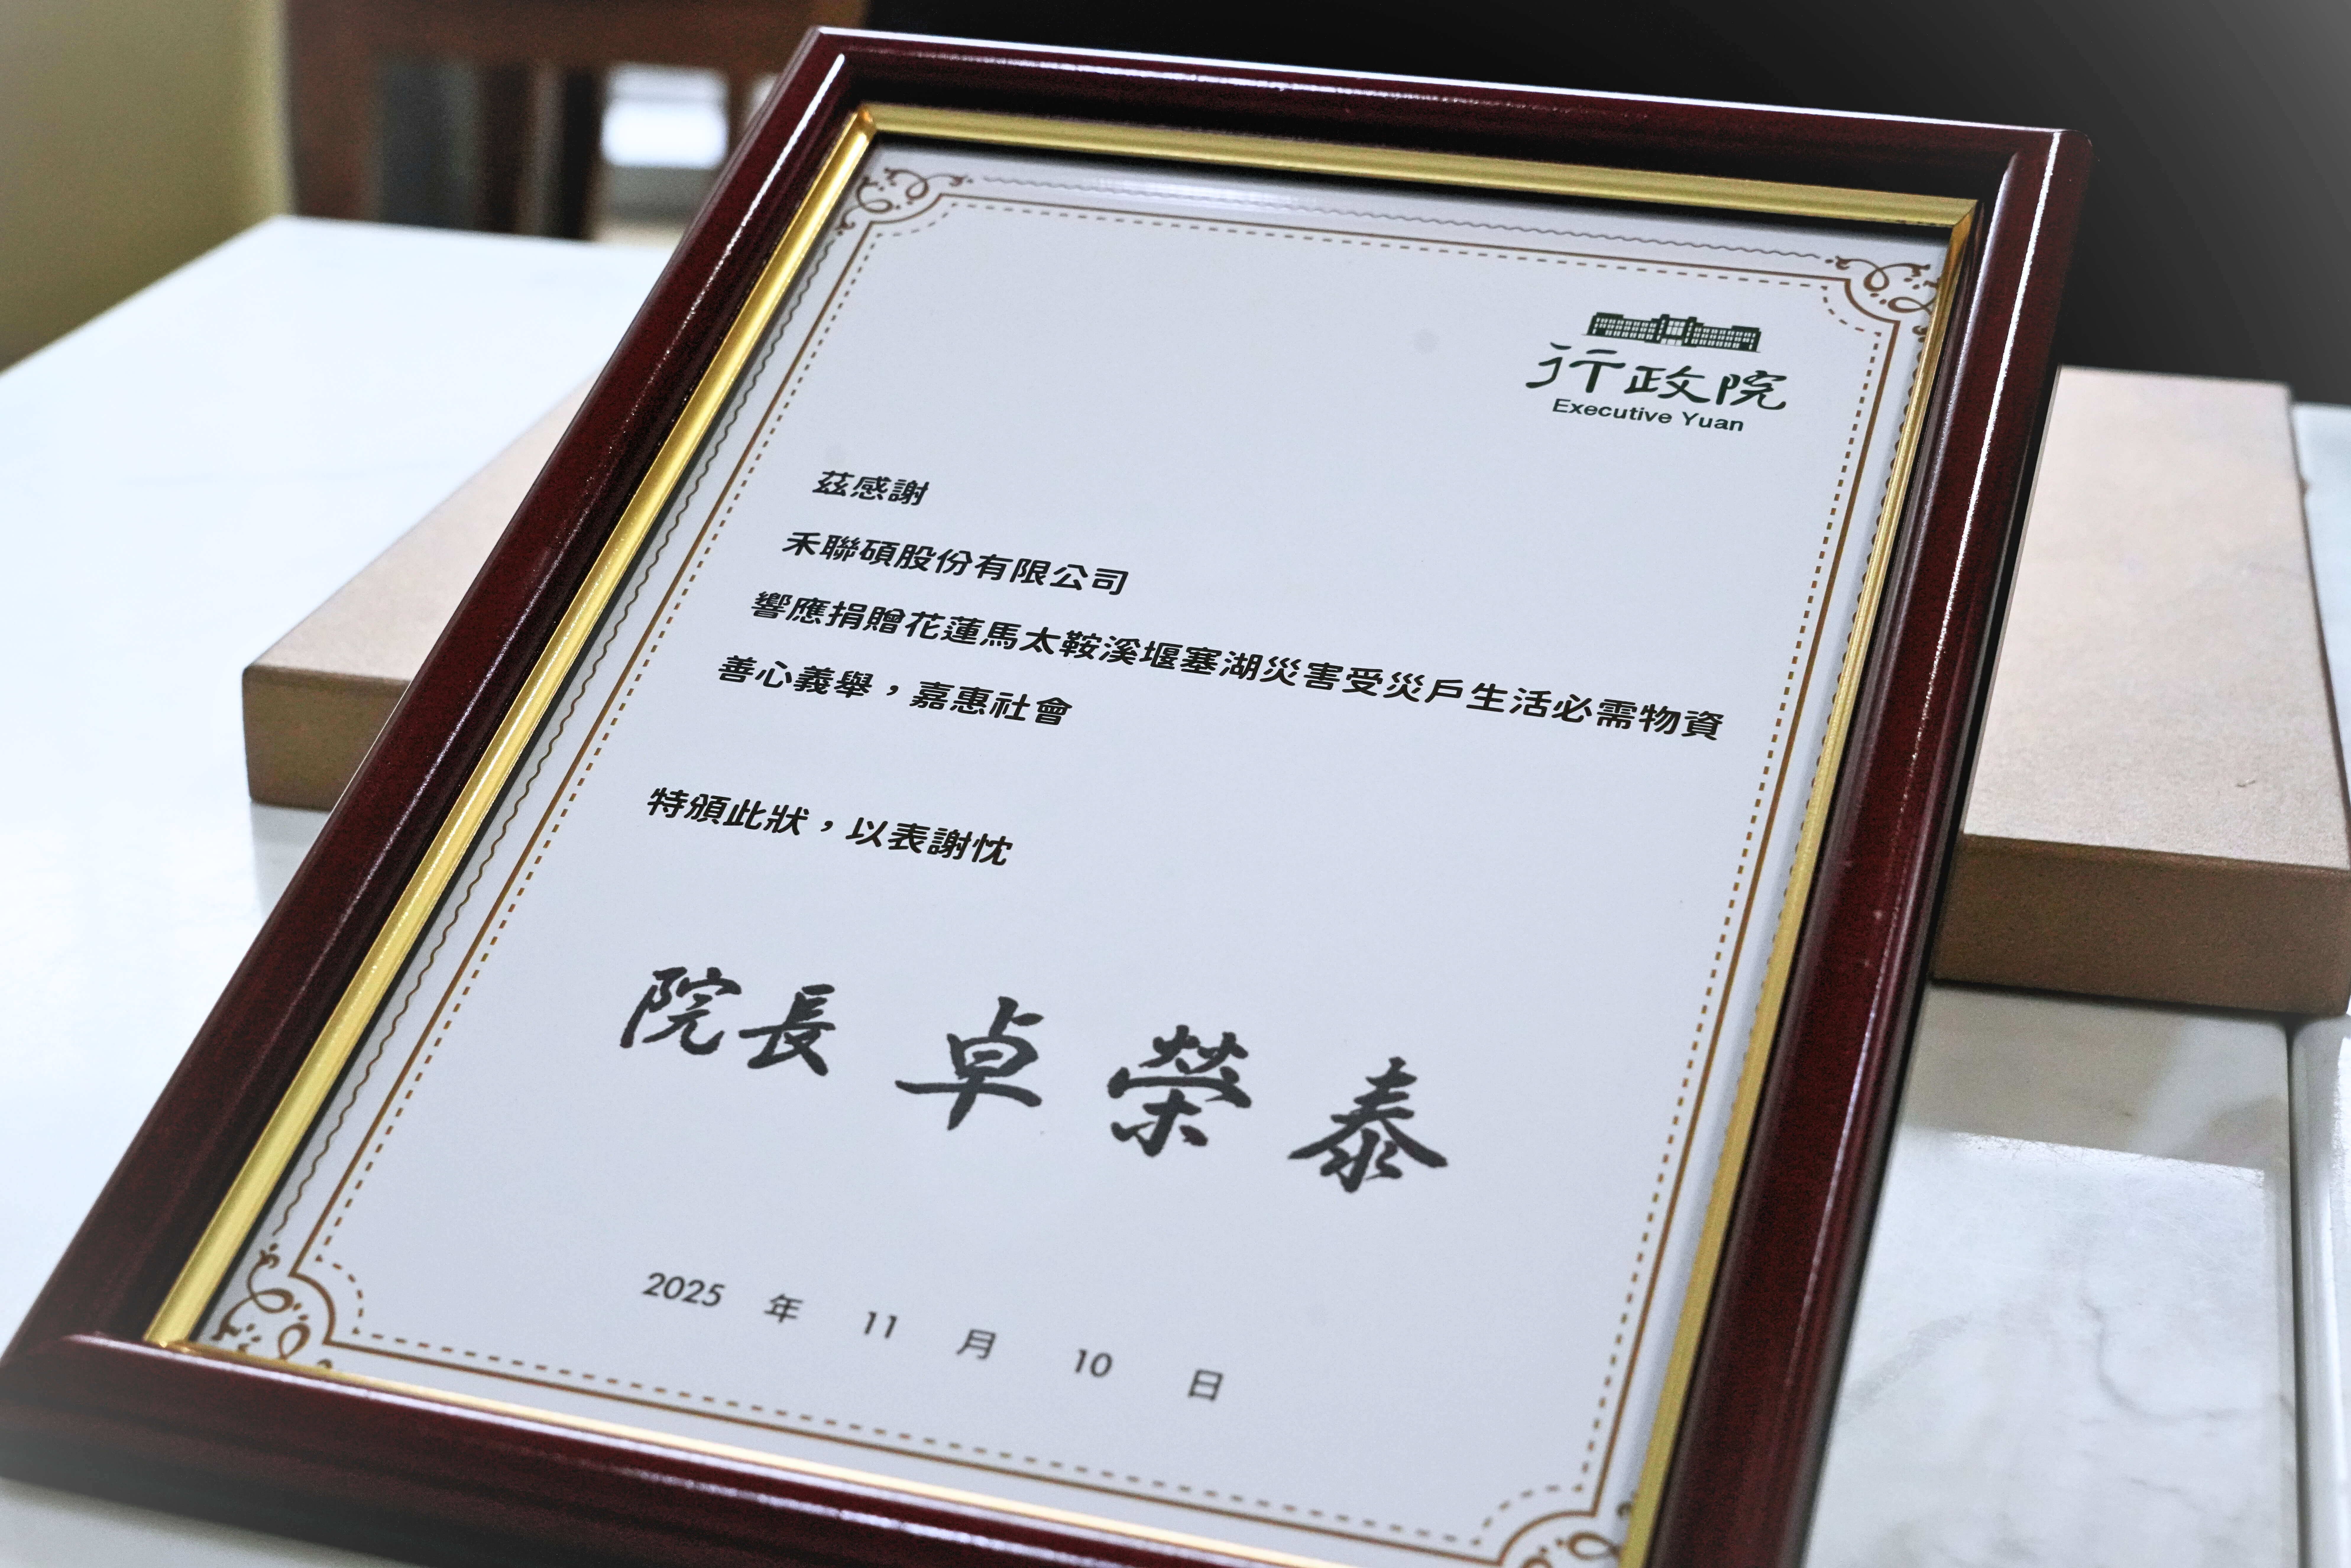 行政院
Executive Yuan
茲感謝
禾聯碩股份有限公司
響應捐贈花蓮馬太鞍溪堰塞湖災害受災戶生活必需物資
善心義舉，嘉惠社會
特頒此狀，以表謝忱
院長 卓榮泰
2025 年 11 月 10 日